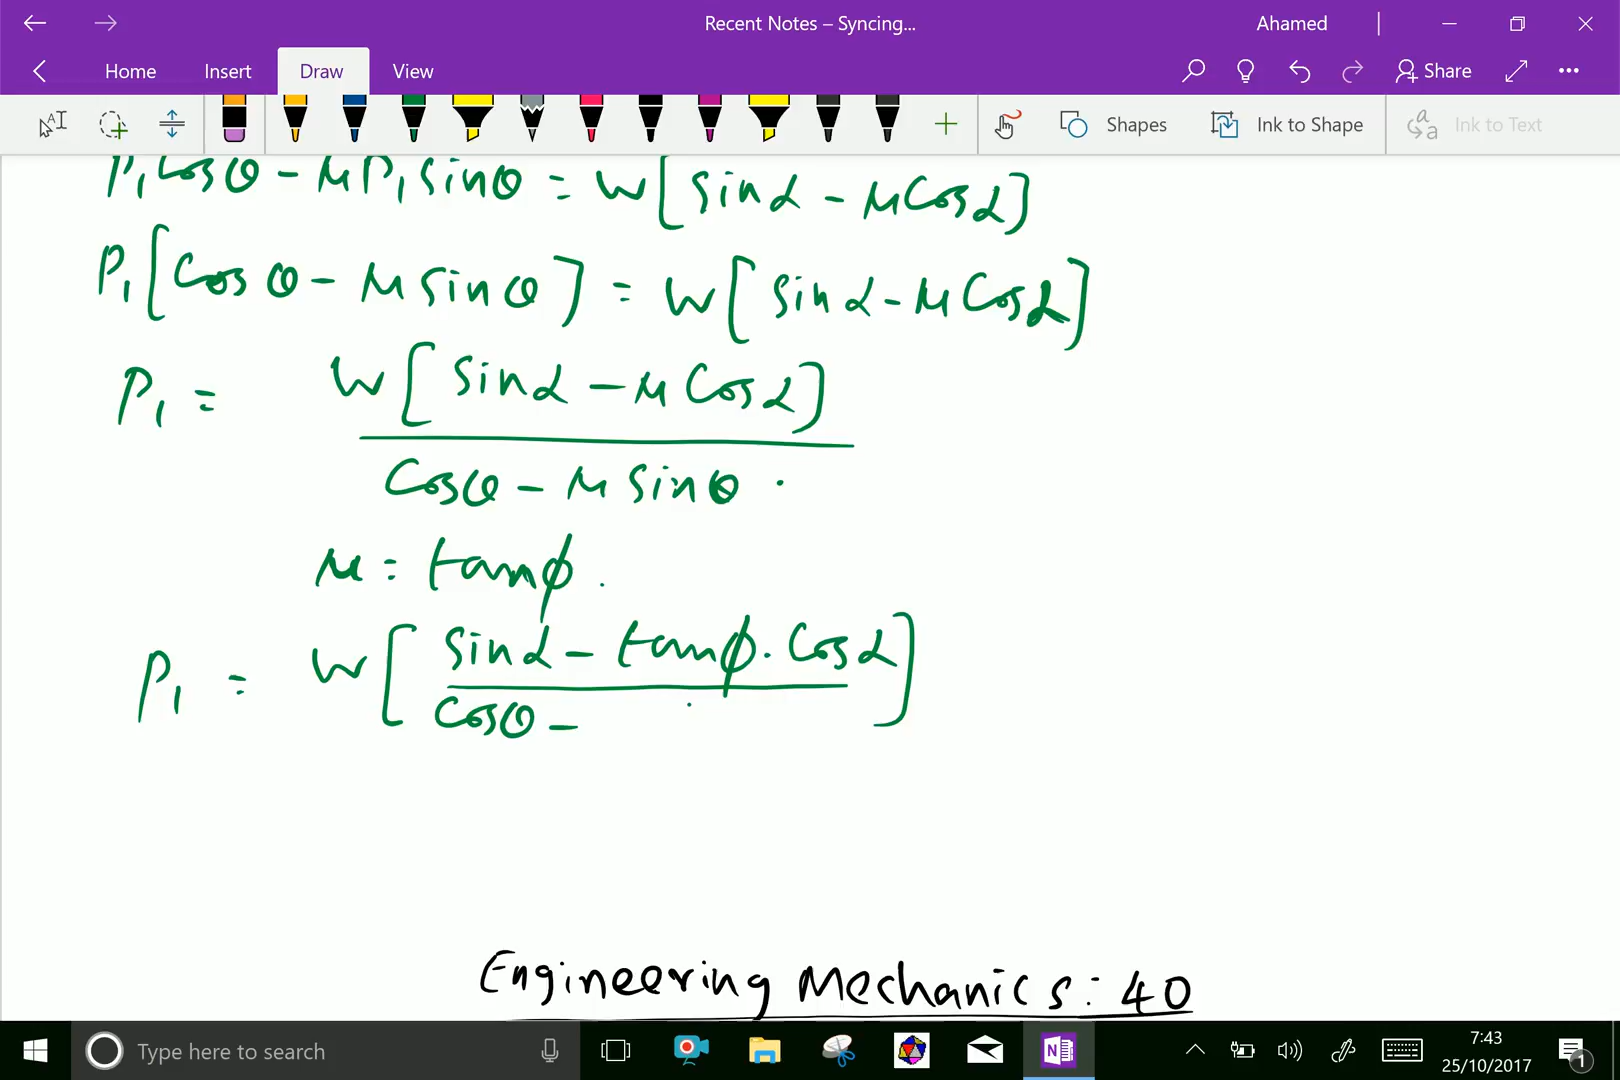 Recent Notes – Syncing...
Ahamed
Home Insert Draw View
Share
Shapes Ink to Shape Ink to Text
P₁Cosθ - μP₁sinθ = W[sinα - μCosα]
P₁[Cosθ - μsinθ] = W[sinα - μCosα]
P₁ = W[sinα - μCosα]
Cosθ - μsinθ .
μ = tanϕ .
P₁ = W[sinα - tanϕ. Cosα]
Cosθ -
Engineering Mechanics: 40
Type here to search
7:43
25/10/2017
1